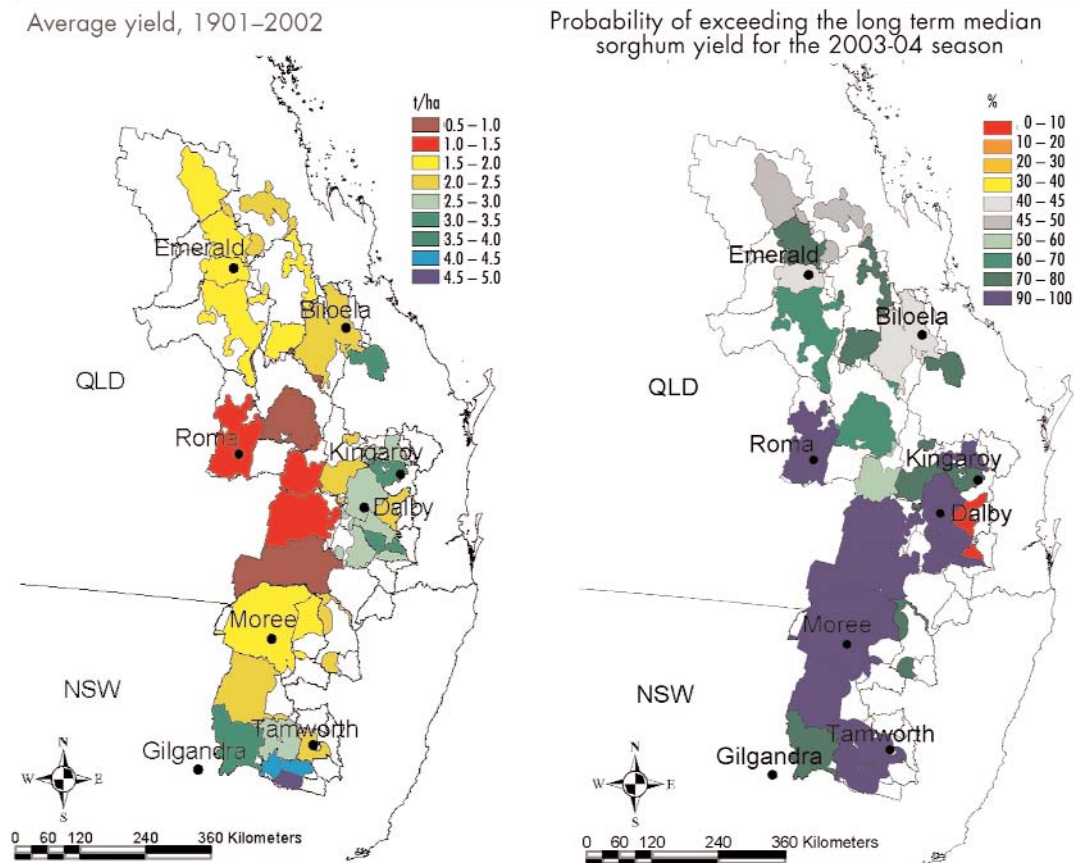 Average yield, 1901–2002
t/ha
0.5 – 1.0
1.0 – 1.5
1.5 – 2.0
2.0 – 2.5
2.5 – 3.0
3.0 – 3.5
3.5 – 4.0
4.0 – 4.5
4.5 – 5.0
Emerald
Biloela
QLD
Roma
Kingaroy
Dalby
Moree
NSW
Tamworth
Gilgandra
N
W E
S
0 60 120 240 360 Kilometers
Probability of exceeding the long term median
sorghum yield for the 2003-04 season
%
0 – 10
10 – 20
20 – 30
30 – 40
40 – 45
45 – 50
50 – 60
60 – 70
70 – 80
90 – 100
Emerald
Biloela
QLD
Roma
Kingaroy
Dalby
Moree
NSW
Tamworth
Gilgandra
N
W E
S
0 60 120 240 360 Kilometers